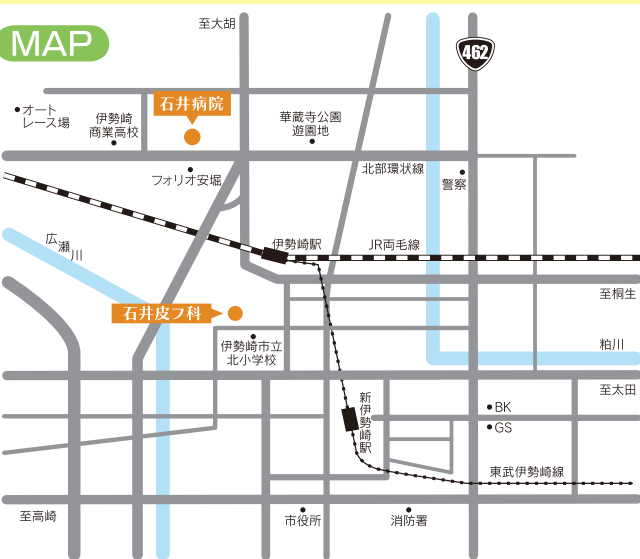 至大胡
MAP
462
石井病院
オート
レース場
伊勢崎
商業高校
華蔵寺公園
遊園地
フォリオ安堀
北部環状線
警察
広瀬川
伊勢崎駅
JR両毛線
至桐生
石井皮フ科
伊勢崎市立
北小学校
粕川
至太田
新伊勢崎駅
BK
GS
東武伊勢崎線
至高崎
市役所
消防署